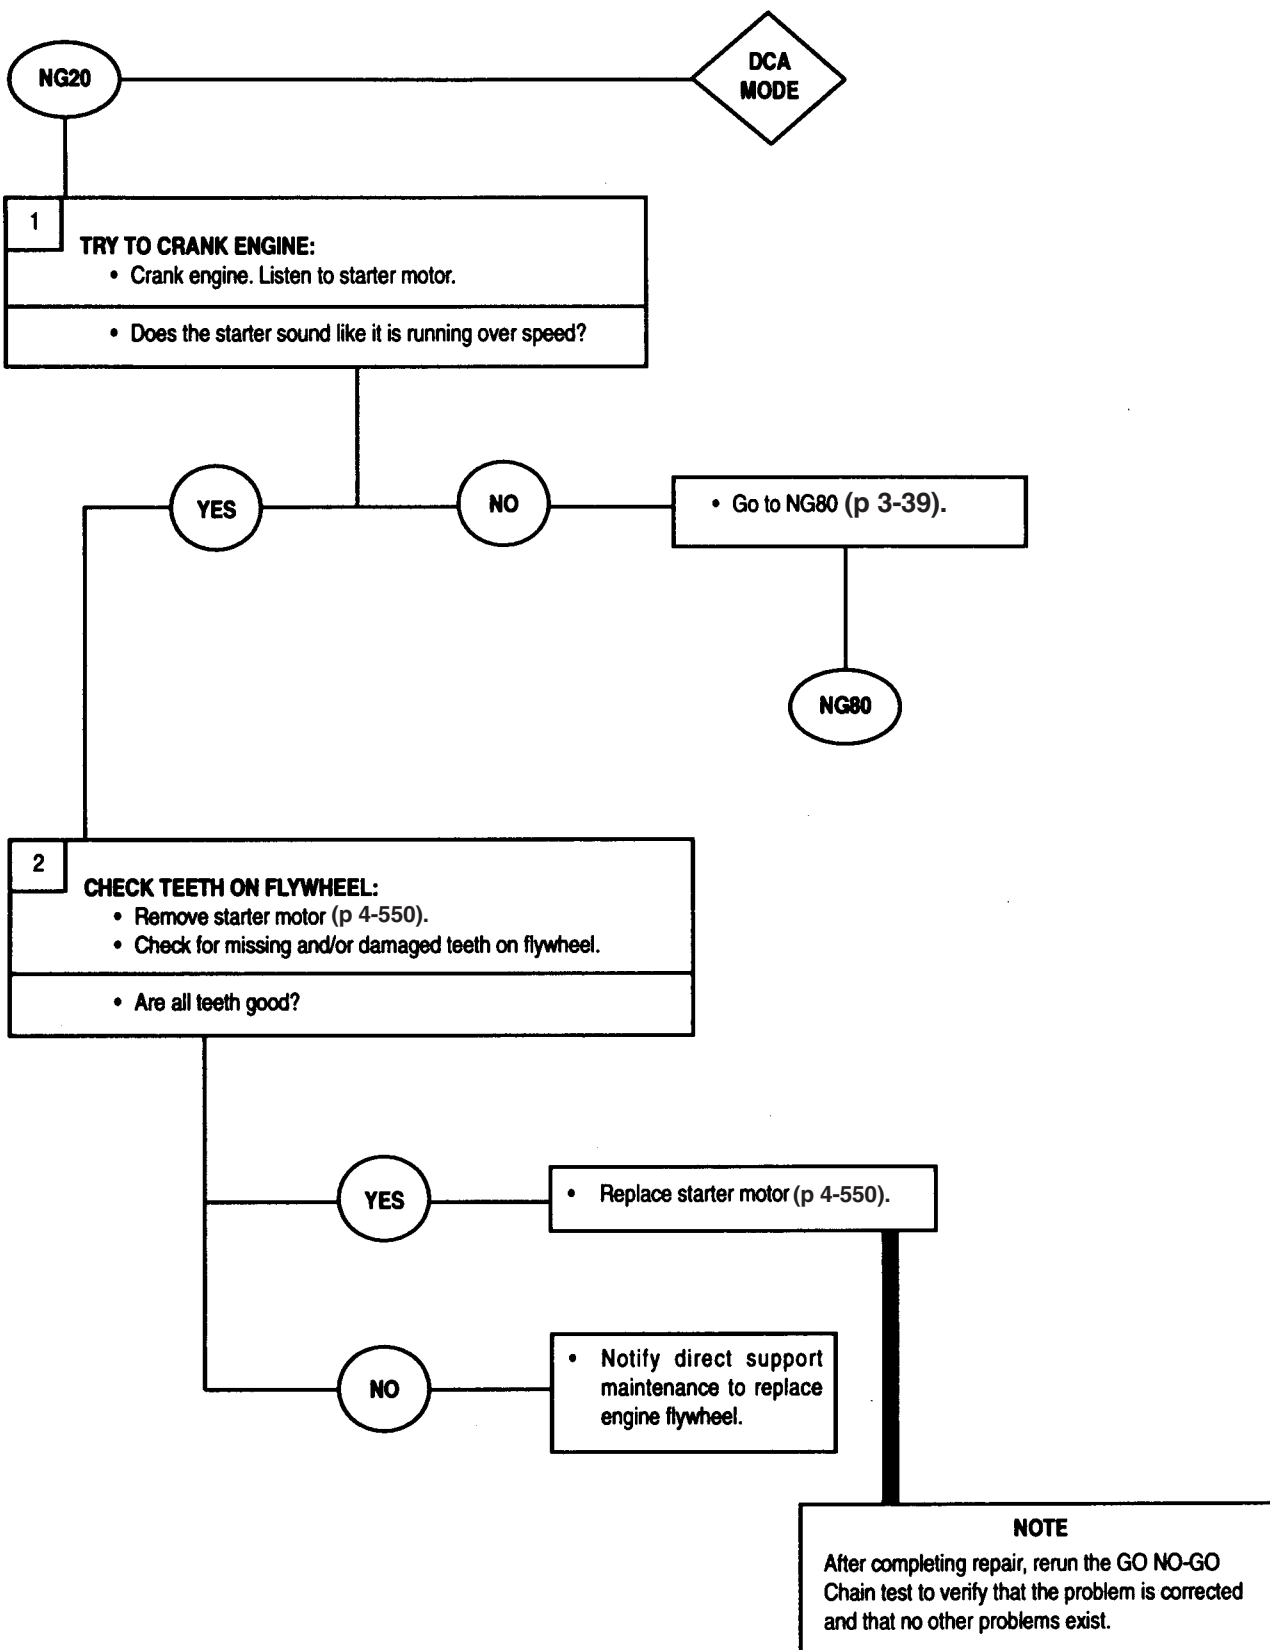 NG20
DCA
MODE
1
TRY TO CRANK ENGINE:
• Crank engine. Listen to starter motor.
• Does the starter sound like it is running over speed?
YES
NO
• Go to NG80 (p 3-39).
NG80
2
CHECK TEETH ON FLYWHEEL:
• Remove starter motor (p 4-550).
• Check for missing and/or damaged teeth on flywheel.
• Are all teeth good?
YES
• Replace starter motor (p 4-550).
NO
• Notify direct support
maintenance to replace
engine flywheel.
NOTE
After completing repair, rerun the GO NO-GO
Chain test to verify that the problem is corrected
and that no other problems exist.